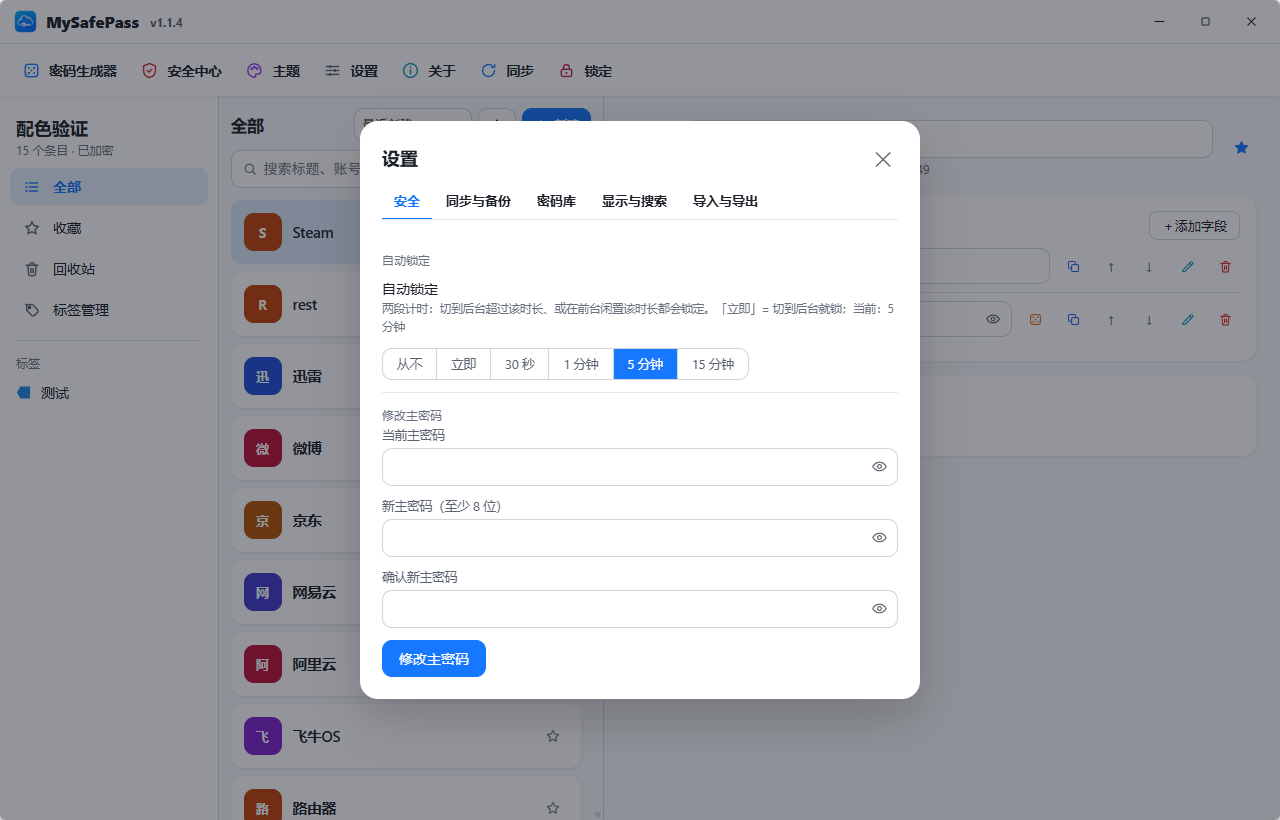 MySafePass v1.1.4
密码生成器 安全中心 主题 设置 关于 同步 锁定
配色验证
15 个条目 · 已加密
全部
收藏
回收站
标签管理
标签
测试
全部
搜索标题、账号
S Steam
R rest
迅 迅雷
微 微博
京 京东
网 网易云
阿 阿里云
飞 飞牛OS
路 路由器
49
+ 添加字段
设置
安全 同步与备份 密码库 显示与搜索 导入与导出
自动锁定
自动锁定
两段计时：切到后台超过该时长、或在前台闲置该时长都会锁定。「立即」= 切到后台就锁；当前：5
分钟
从不 立即 30 秒 1 分钟 5 分钟 15 分钟
修改主密码
当前主密码
新主密码（至少 8 位）
确认新主密码
修改主密码